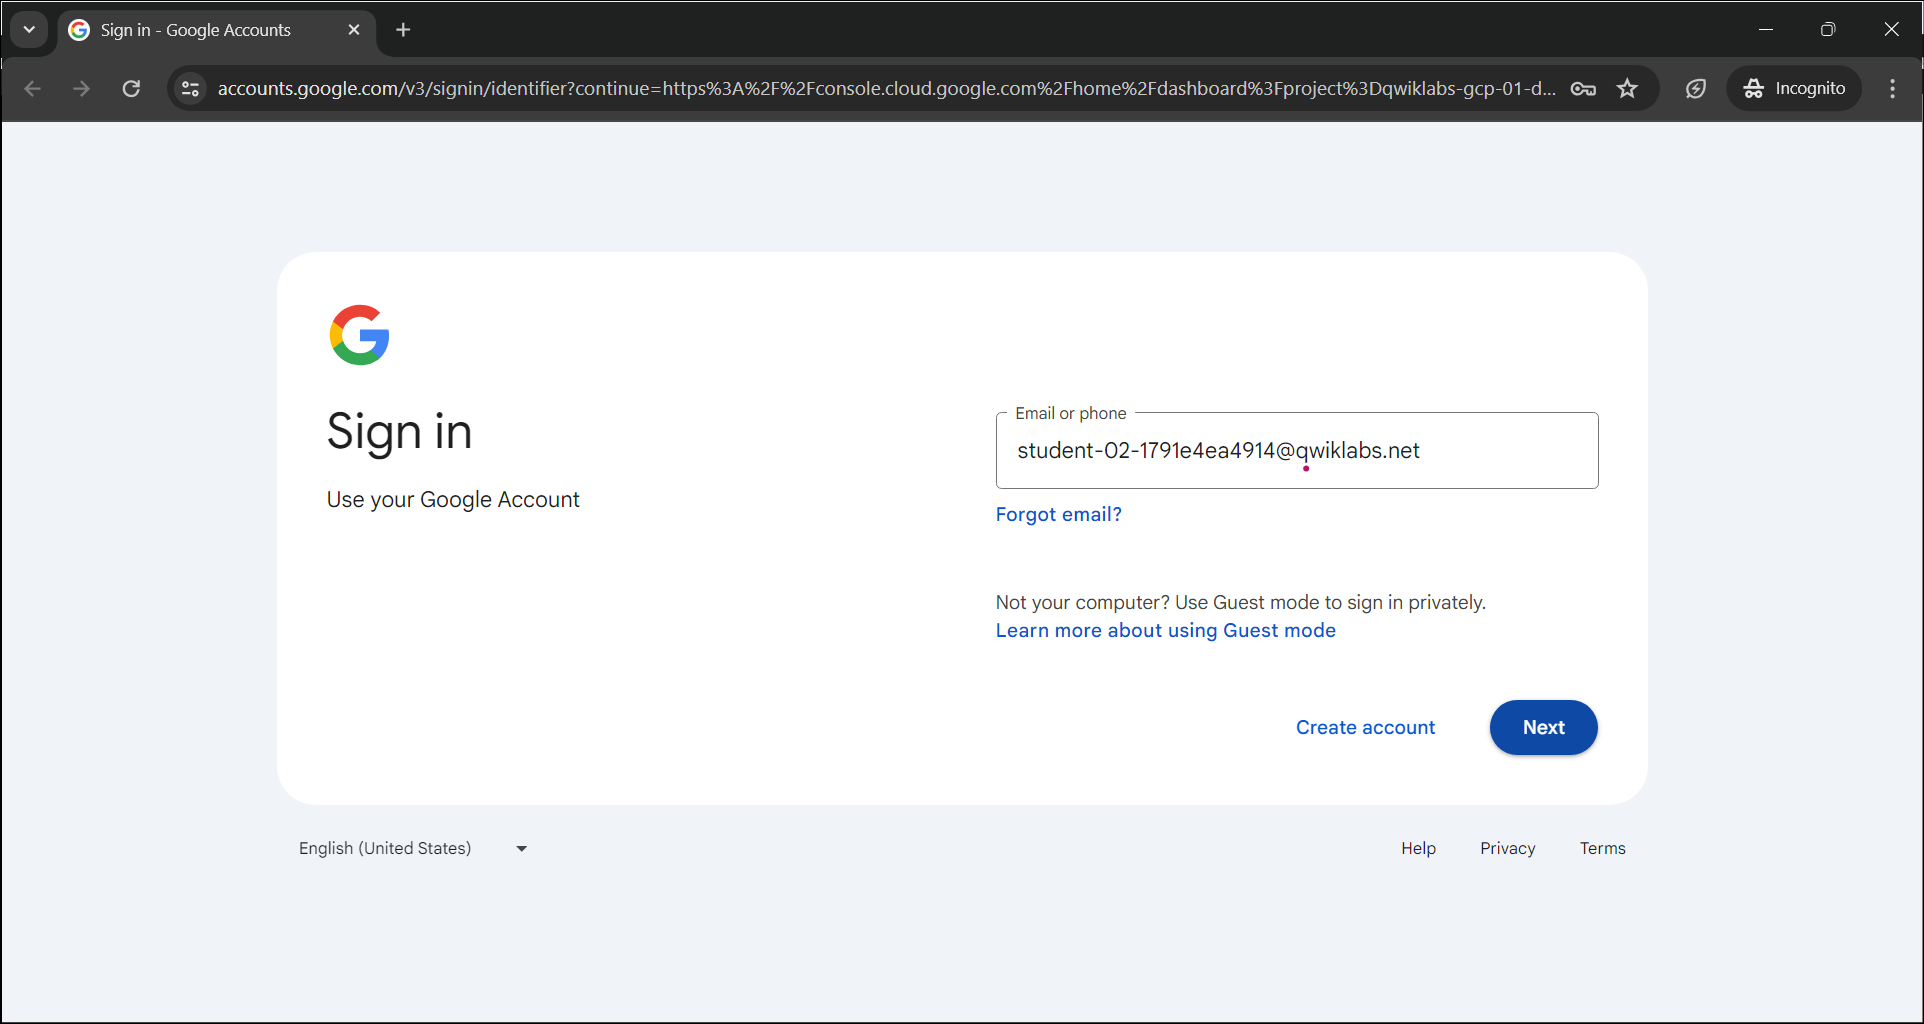 Sign in - Google Accounts
accounts.google.com/v3/signin/identifier?continue=https%3A%2F%2Fconsole.cloud.google.com%2Fhome%2Fdashboard%3Fproject%3Dqwiklabs-gcp-01-d...
Incognito
Sign in
Use your Google Account
Email or phone
student-02-1791e4ea4914@qwiklabs.net
Forgot email?
Not your computer? Use Guest mode to sign in privately.
Learn more about using Guest mode
Create account
Next
English (United States)
Help
Privacy
Terms